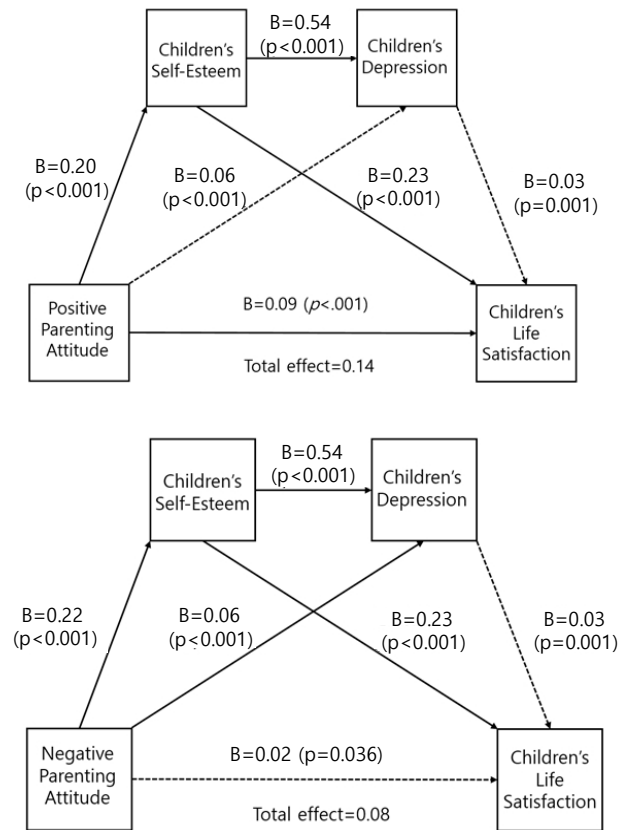 B=0.54
(p<0.001)
Children's
Self-Esteem
Children's
Depression
B=0.20
(p<0.001)
B=0.06
(p<0.001)
B=0.23
(p<0.001)
B=0.03
(p=0.001)
Positive
Parenting
Attitude
B=0.09 (p<.001)
Total effect=0.14
Children's
Life
Satisfaction
B=0.54
(p<0.001)
Children's
Self-Esteem
Children's
Depression
B=0.22
(p<0.001)
B=0.06
(p<0.001)
B=0.23
(p<0.001)
B=0.03
(p=0.001)
Negative
Parenting
Attitude
B=0.02 (p=0.036)
Total effect=0.08
Children's
Life
Satisfaction